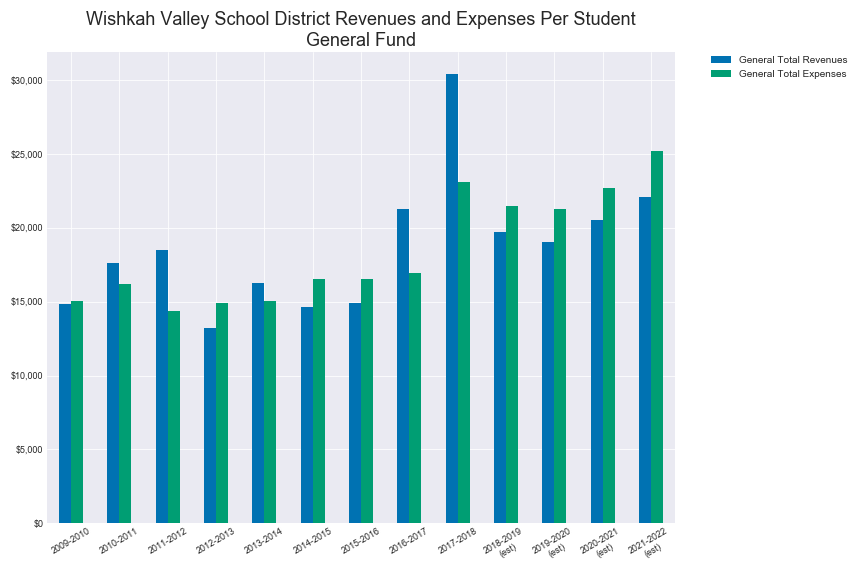 Wishkah Valley School District Revenues and Expenses Per Student
General Fund
General Total Revenues
General Total Expenses
$30,000
$25,000
$20,000
$15,000
$10,000
$5,000
$0
2009-2010
2010-2011
2011-2012
2012-2013
2013-2014
2014-2015
2015-2016
2016-2017
2017-2018
2018-2019
(est)
2019-2020
(est)
2020-2021
(est)
2021-2022
(est)